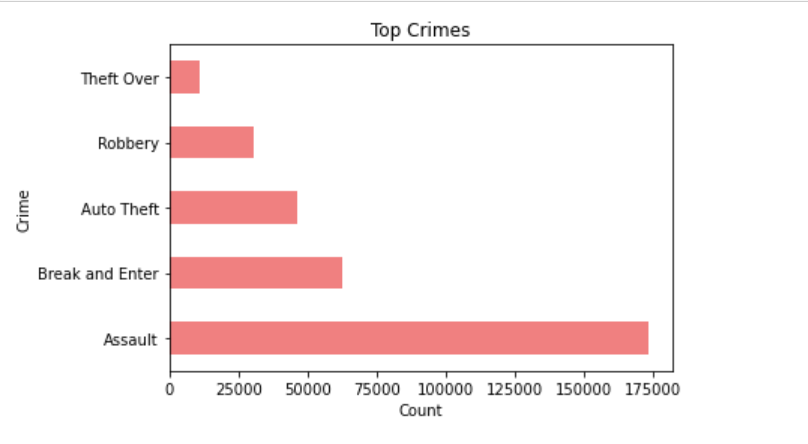 Top Crimes
Theft Over
Robbery
Auto Theft
Break and Enter
Assault
Crime
0 25000 50000 75000 100000 125000 150000 175000
Count